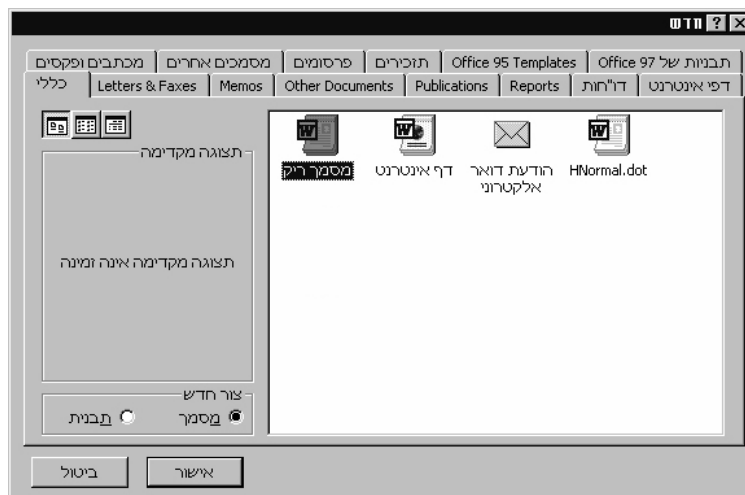 חדש
תבניות של Office 97 Office 95 Templates תזכירים פרסומים מסמכים אחרים מכתבים ופקסים
כללי Letters & Faxes Memos Other Documents Publications Reports דו"חות דפי אינטרנט
תצוגה מקדימה
תצוגה מקדימה אינה זמינה
מסמך ריק
דף אינטרנט
הודעת דואר
אלקטרוני
HNormal.dot
צור חדש
מסמך תבנית
אישור ביטול